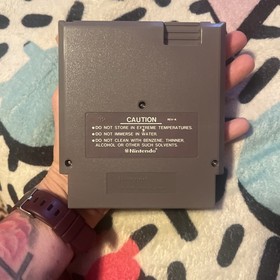 CAUTION REV-A
●DO NOT STORE IN EXTREME TEMPERATURES.
●DO NOT IMMERSE IN WATER.
●DO NOT CLEAN WITH BENZENE, THINNER,
ALCOHOL OR OTHER SUCH SOLVENTS.
Nintendo®